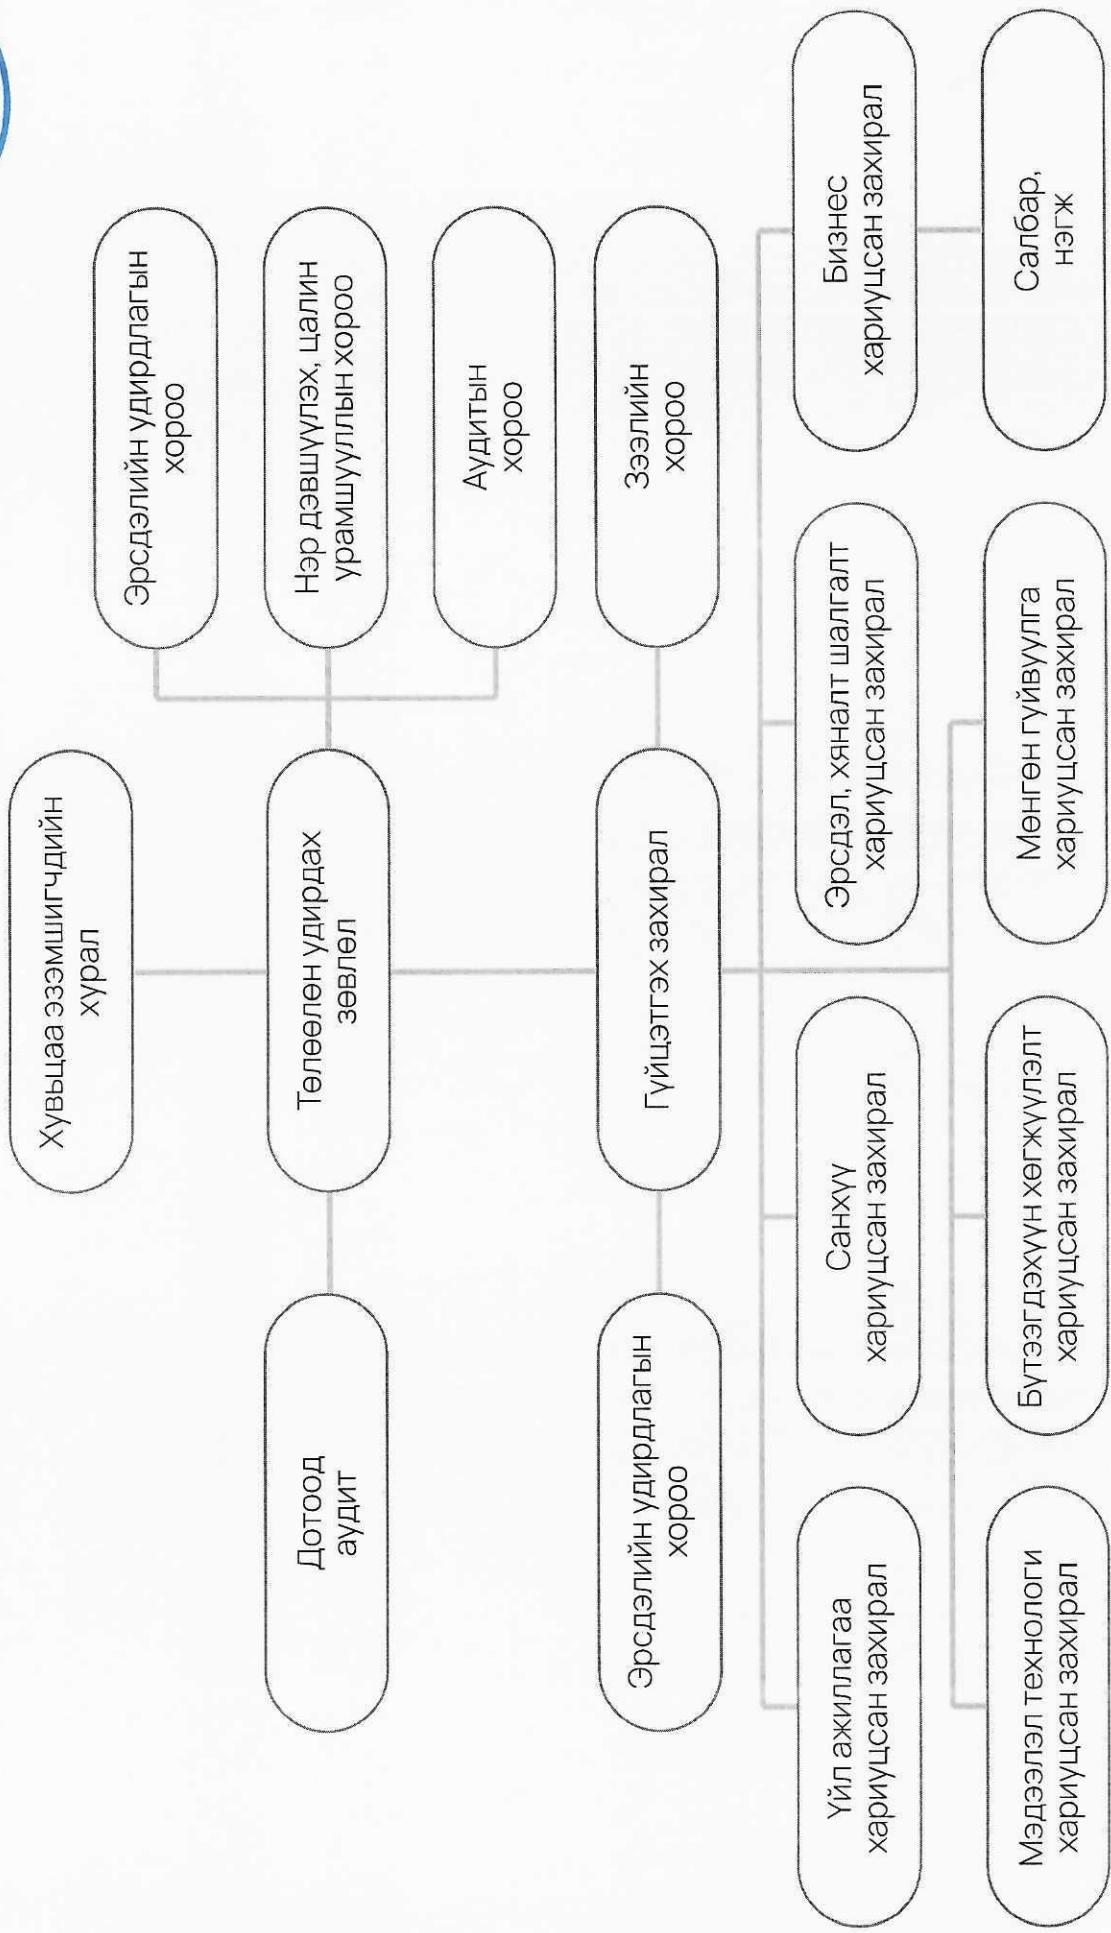 Хувьцаа эзэмшигчдийн
хурал
Эрсдэлийн удирдлагын
хороо
Дотоод
аудит
Төлөөлөн удирдах
зөвлөл
Нэр дэвшүүлэх, цалин
урамшууллын хороо
Аудитын
хороо
Эрсдэлийн удирдлагын
хороо
Гүйцэтгэх захирал
Зээлийн
хороо
Үйл ажиллагаа
хариуцсан захирал
Санхүү
хариуцсан захирал
Эрсдэл, хяналт шалгалт
хариуцсан захирал
Бизнес
хариуцсан захирал
Мэдээлэл технологи
хариуцсан захирал
Бүтээгдэхүүн хөгжүүлэлт
хариуцсан захирал
Мөнгөн гуйвуулга
хариуцсан захирал
Салбар,
нэгж